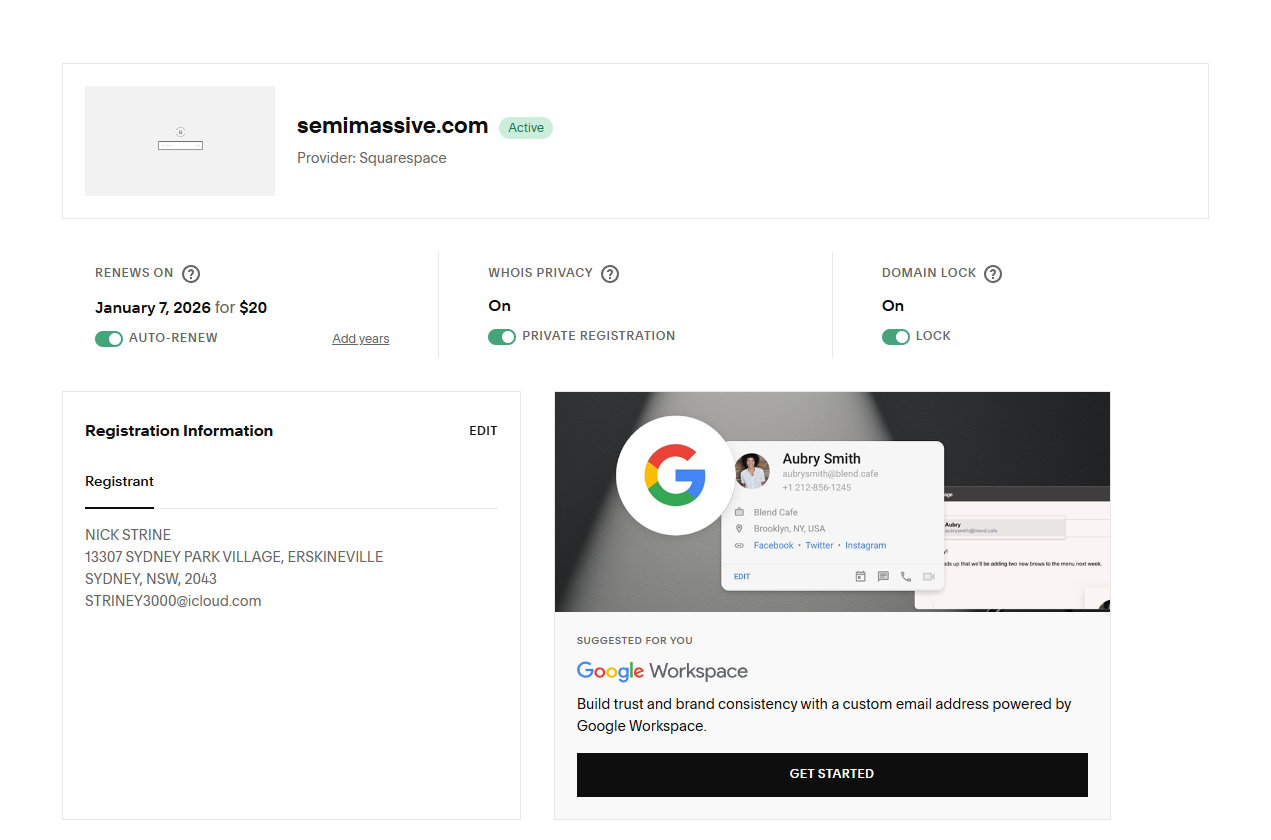 semimassive.com Active
Provider: Squarespace
RENEWS ON ?
January 7, 2026 for $20
AUTO-RENEW
Add years
WHOIS PRIVACY ?
On
PRIVATE REGISTRATION
DOMAIN LOCK ?
On
LOCK
Registration Information
EDIT
Registrant
NICK STRINE
13307 SYDNEY PARK VILLAGE, ERSKINEVILLE
SYDNEY, NSW, 2043
STRINEY3000@icloud.com
Aubry Smith
aubrysmith@blend.cafe
+1 212-856-1245
Blend Cafe
Brooklyn, NY, USA
Facebook • Twitter • Instagram
EDIT
Aubry
aubrysmith@blend.cafe
ads up that we'll be adding two new brews to the menu next week.
SUGGESTED FOR YOU
Google Workspace
Build trust and brand consistency with a custom email address powered by
Google Workspace.
GET STARTED